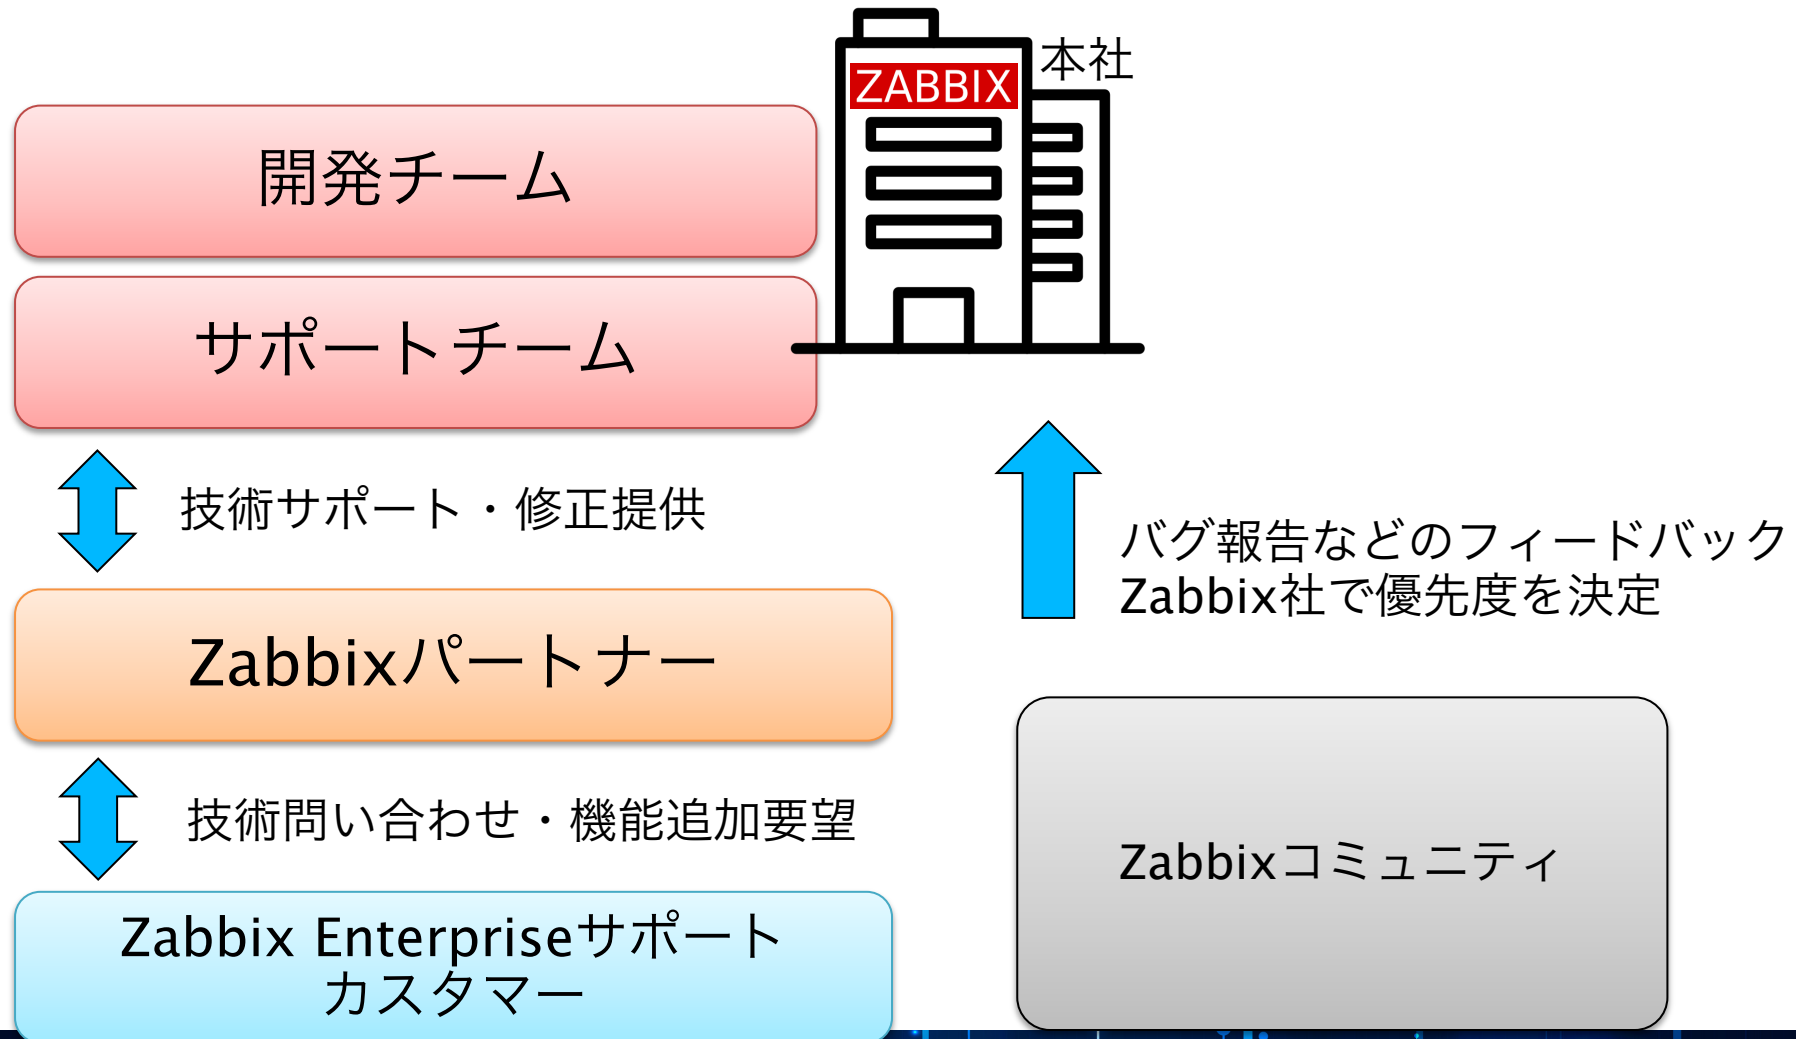 ZABBIX
本社
開発チーム
サポートチーム
技術サポート・修正提供
Zabbixパートナー
技術問い合わせ・機能追加要望
Zabbix Enterpriseサポート
カスタマー
バグ報告などのフィードバック
Zabbix社で優先度を決定
Zabbixコミュニティ